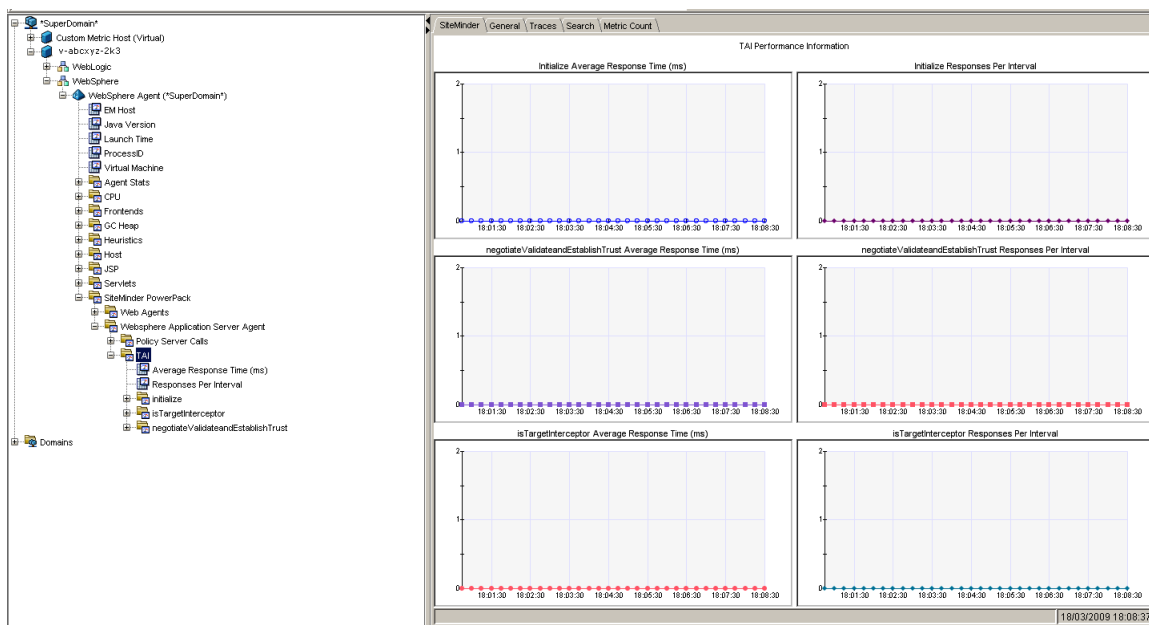 *SuperDomain*
Custom Metric Host (Virtual)
v-abcxyz-2k3
WebLogic
WebSphere
WebSphere Agent (*SuperDomain*)
EM Host
Java Version
Launch Time
ProcessID
Virtual Machine
Agent Stats
CPU
Frontends
GC Heap
Heuristics
Host
JSP
Servlets
SiteMinder PowerPack
Web Agents
Websphere Application Server Agent
Policy Server Calls
TAI
Average Response Time (ms)
Responses Per Interval
initialize
isTargetInterceptor
negotiateValidateandEstablishTrust
Domains
SiteMinder General Traces Search Metric Count
TAI Performance Information
Initialize Average Response Time (ms)
2
1
0
18:01:30 18:02:30 18:03:30 18:04:30 18:05:30 18:06:30 18:07:30 18:08:30
Initialize Responses Per Interval
2
1
0
18:01:30 18:02:30 18:03:30 18:04:30 18:05:30 18:06:30 18:07:30 18:08:30
negotiateValidateandEstablishTrust Average Response Time (ms)
2
1
0
18:01:30 18:02:30 18:03:30 18:04:30 18:05:30 18:06:30 18:07:30 18:08:30
negotiateValidateandEstablishTrust Responses Per Interval
2
1
0
18:01:30 18:02:30 18:03:30 18:04:30 18:05:30 18:06:30 18:07:30 18:08:30
isTargetInterceptor Average Response Time (ms)
2
1
0
18:01:30 18:02:30 18:03:30 18:04:30 18:05:30 18:06:30 18:07:30 18:08:30
isTargetInterceptor Responses Per Interval
2
1
0
18:01:30 18:02:30 18:03:30 18:04:30 18:05:30 18:06:30 18:07:30 18:08:30
18/03/2009 18:08:37